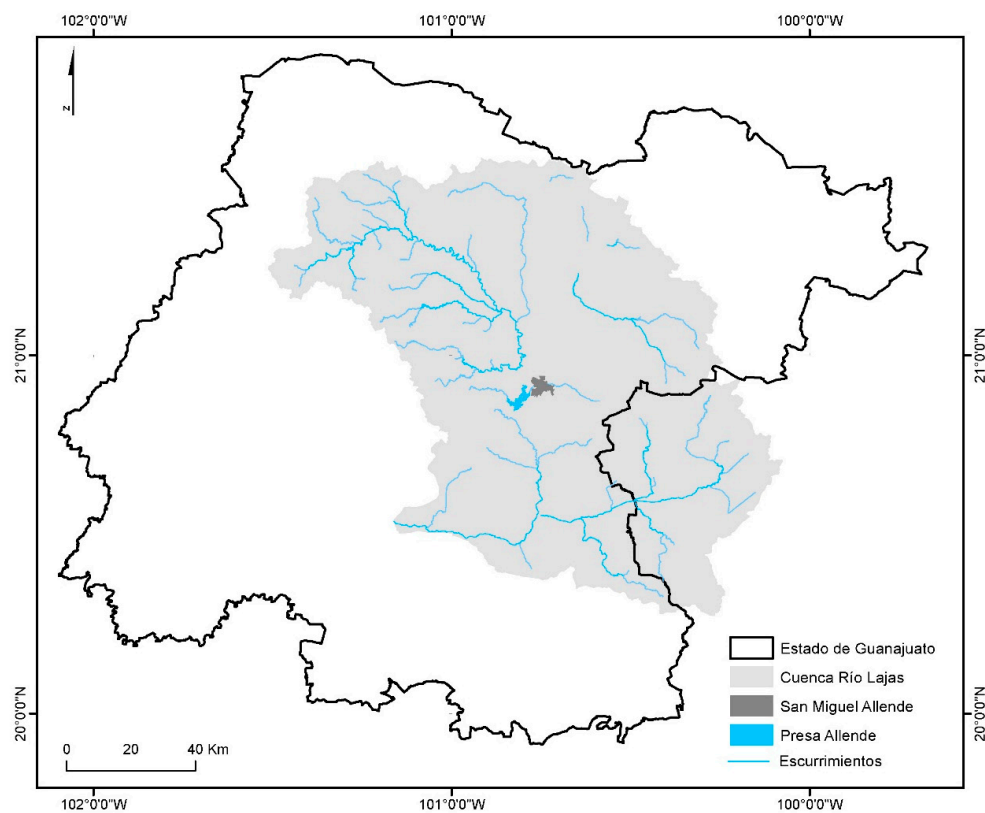 102°0'0"W 101°0'0"W 100°0'0"W
N
21°0'0"N 21°0'0"N
Estado de Guanajuato
Cuenca Río Lajas
San Miguel Allende
Presa Allende
Escurrimientos
20°0'0"N 20°0'0"N
0 20 40 Km
102°0'0"W 101°0'0"W 100°0'0"W